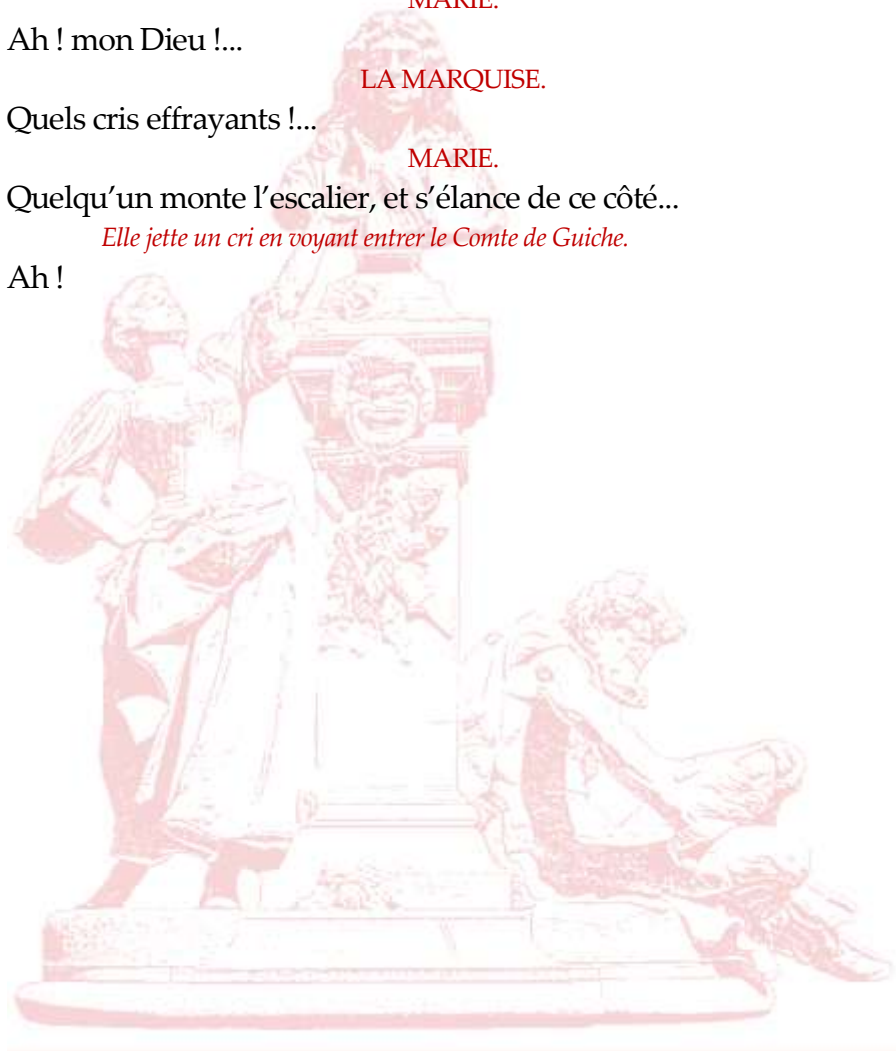 MARIE.
Ah ! mon Dieu !...
LA MARQUISE.
Quels cris effrayants !...
MARIE.
Quelqu’un monte l’escalier, et s’élance de ce côté...
Elle jette un cri en voyant entrer le Comte de Guiche.
Ah !